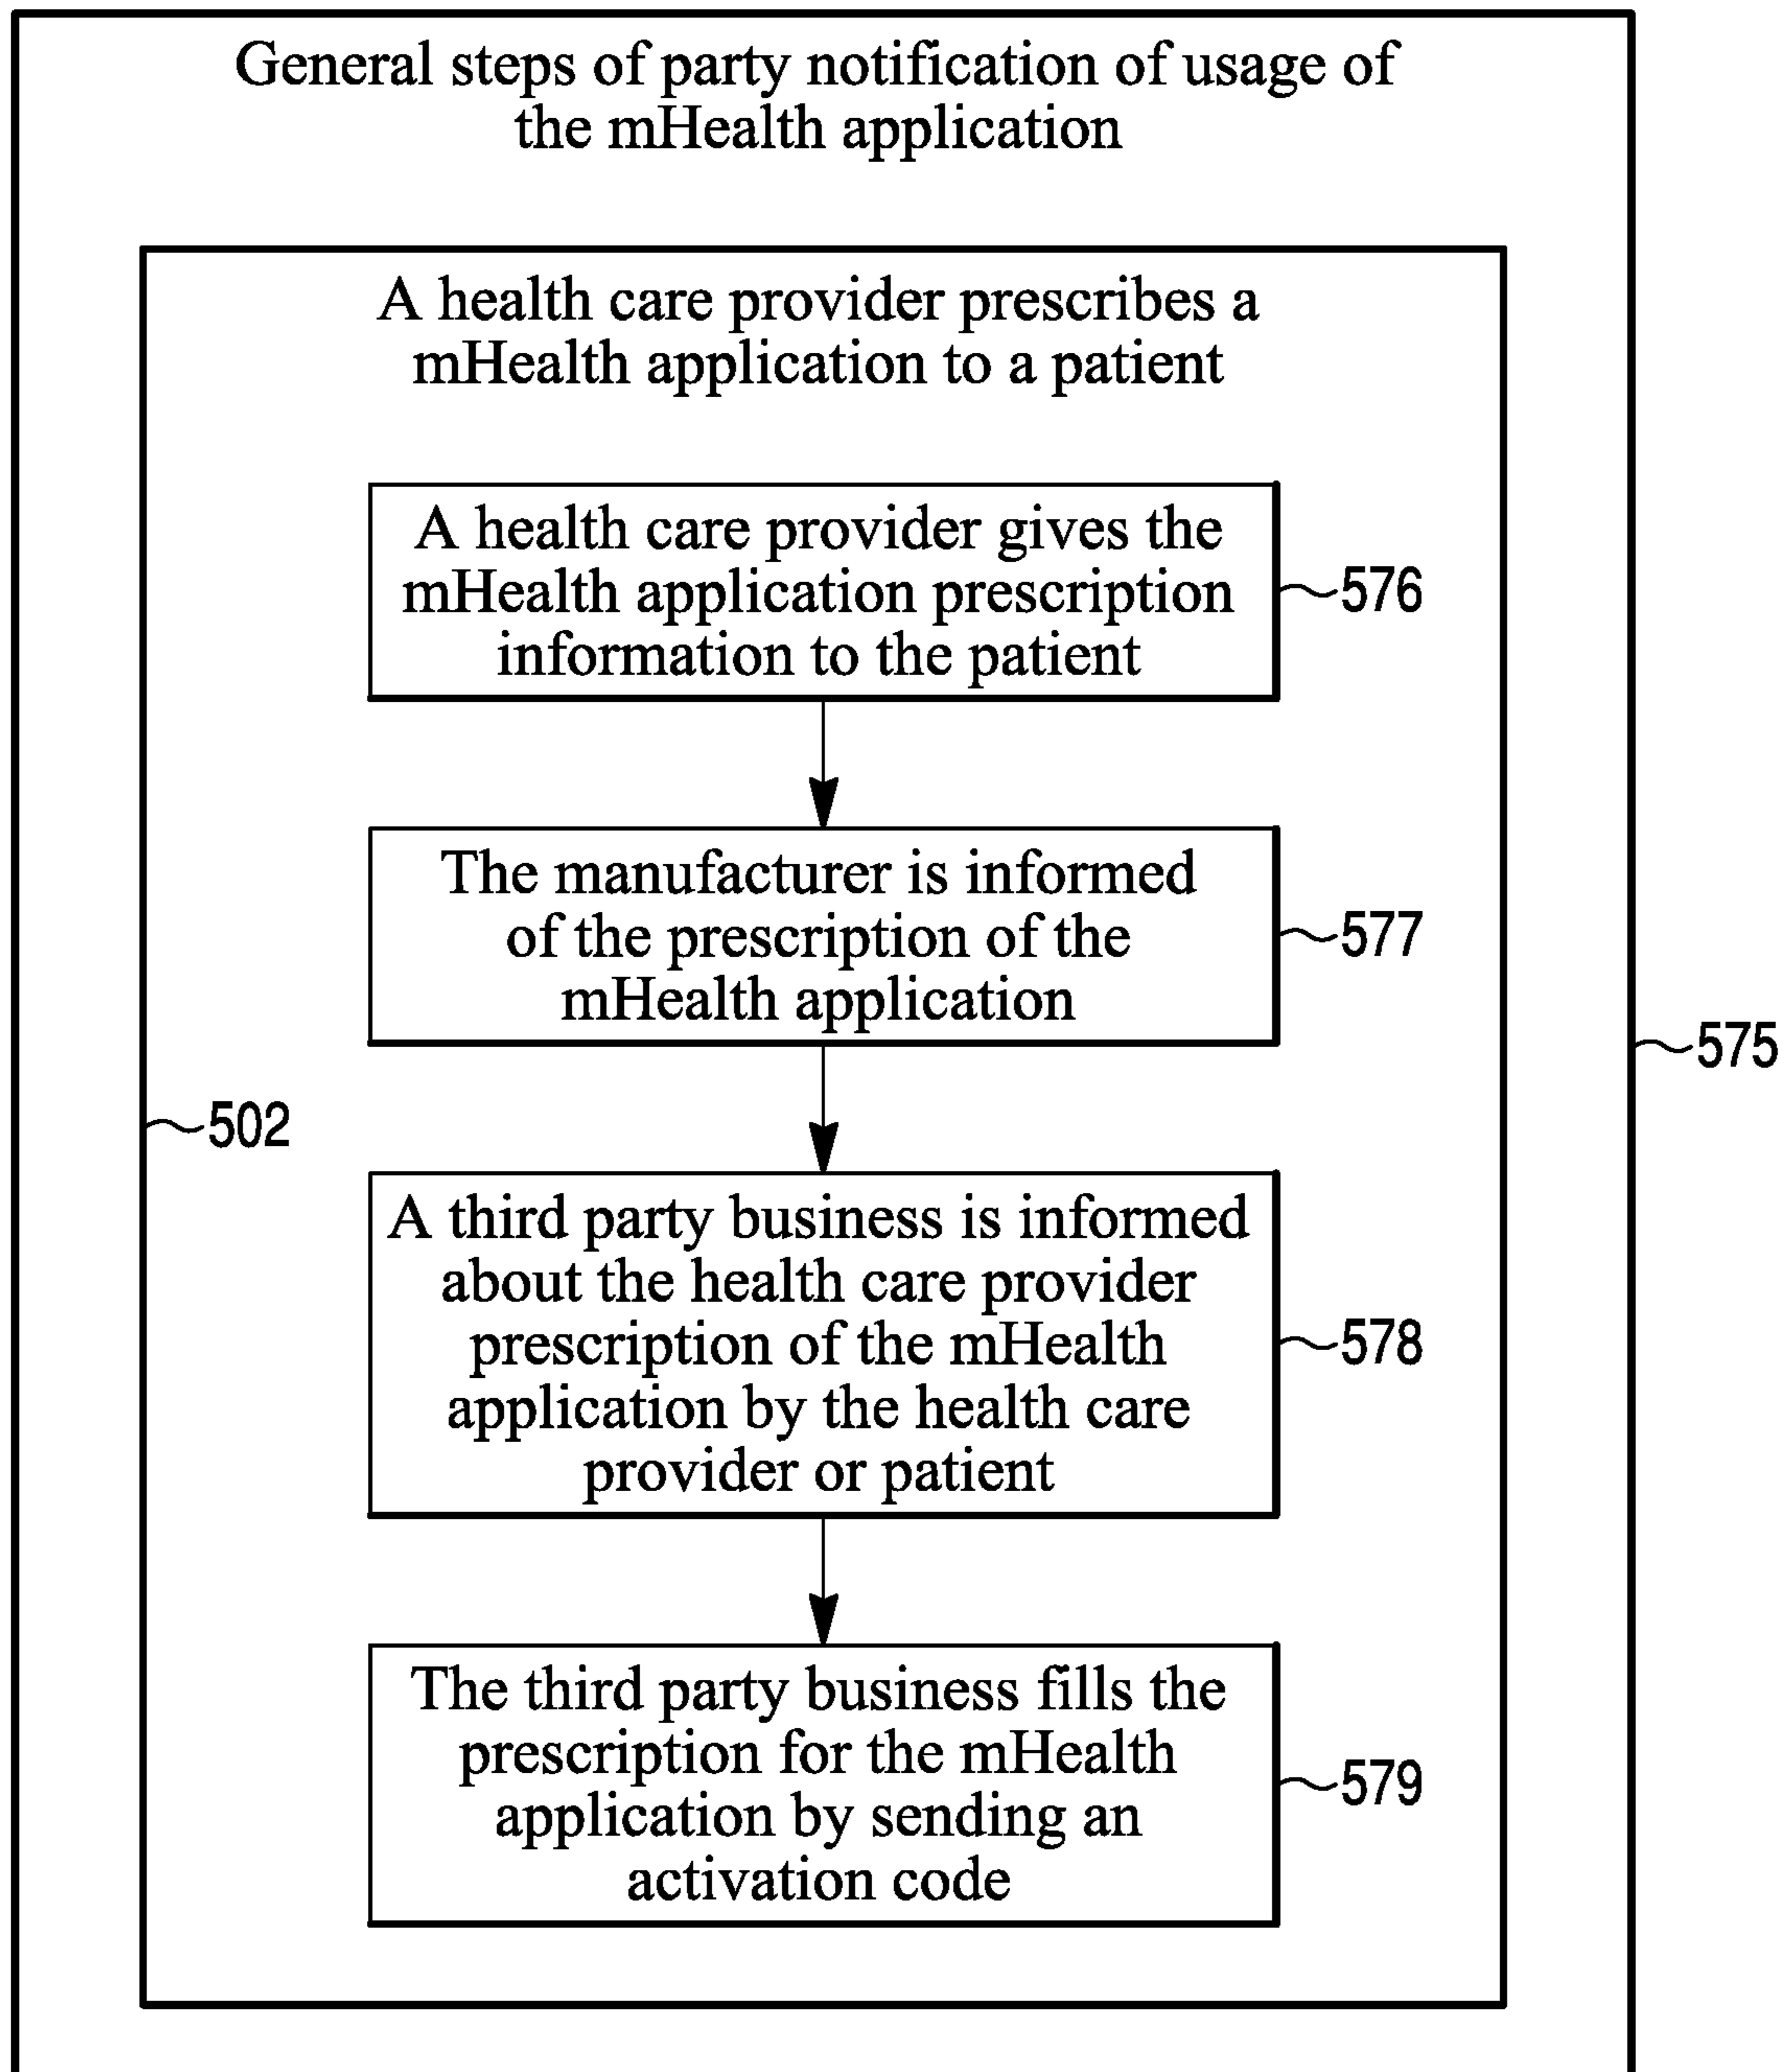 General steps of party notification of usage of
the mHealth application
A health care provider prescribes a
mHealth application to a patient
A health care provider gives the
mHealth application prescription
information to the patient
576
The manufacturer is informed
of the prescription of the
mHealth application
577
575
502
A third party business is informed
about the health care provider
prescription of the mHealth
application by the health care
provider or patient
578
The third party business fills the
prescription for the mHealth
application by sending an
activation code
579